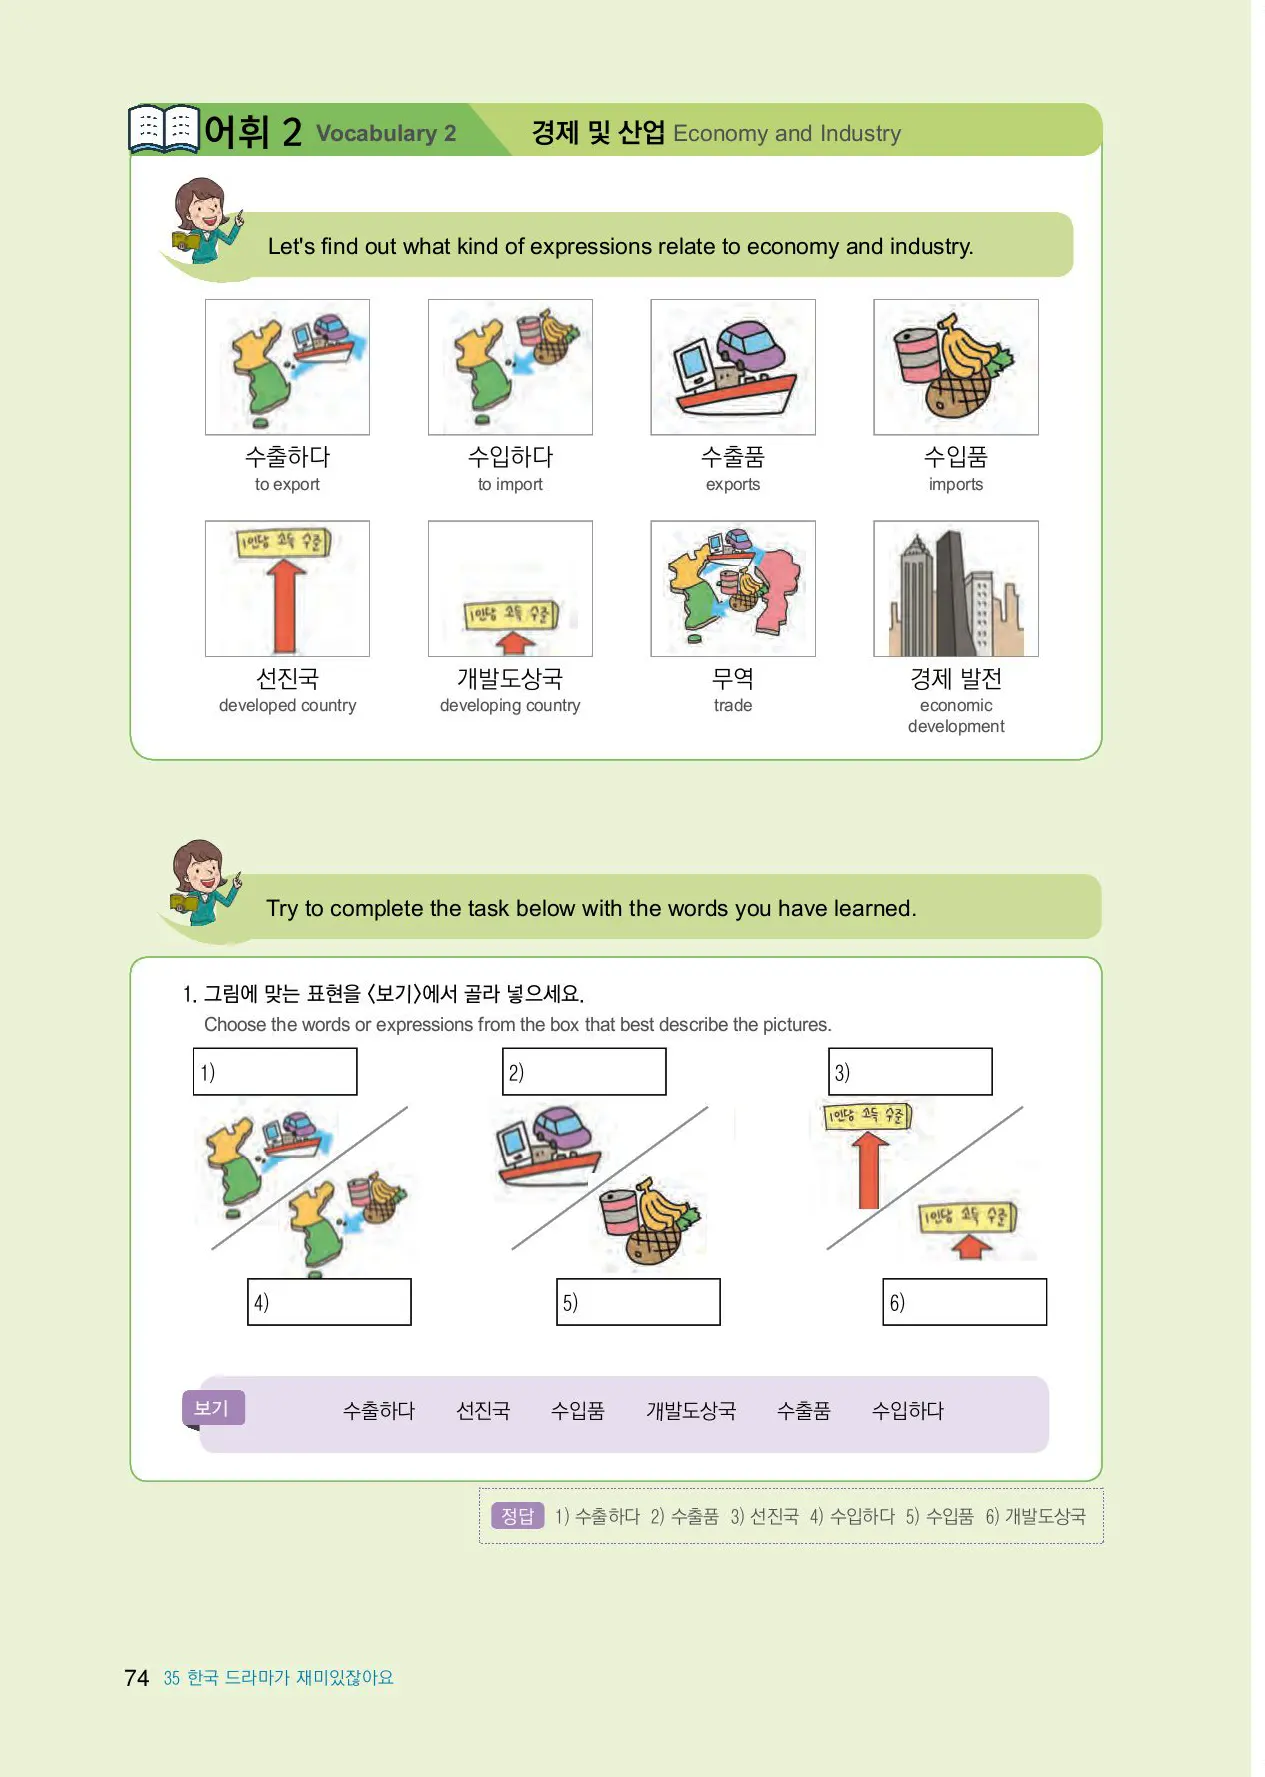 어휘 2 Vocabulary 2 경제 및 산업 Economy and Industry
Let's find out what kind of expressions relate to economy and industry.
수출하다 수입하다 수출품 수입품
to export to import exports imports
1인당 소득 수준
1인당 소득 수준
선진국 개발도상국 무역 경제 발전
developed country developing country trade economic
development
Try to complete the task below with the words you have learned.
1. 그림에 맞는 표현을 〈보기〉에서 골라 넣으세요.
Choose the words or expressions from the box that best describe the pictures.
1) 2) 3)
1인당 소득 수준
1인당 소득 수준
4) 5) 6)
보기 수출하다 선진국 수입품 개발도상국 수출품 수입하다
정답 1) 수출하다 2) 수출품 3) 선진국 4) 수입하다 5) 수입품 6) 개발도상국
74 35 한국 드라마가 재미있잖아요